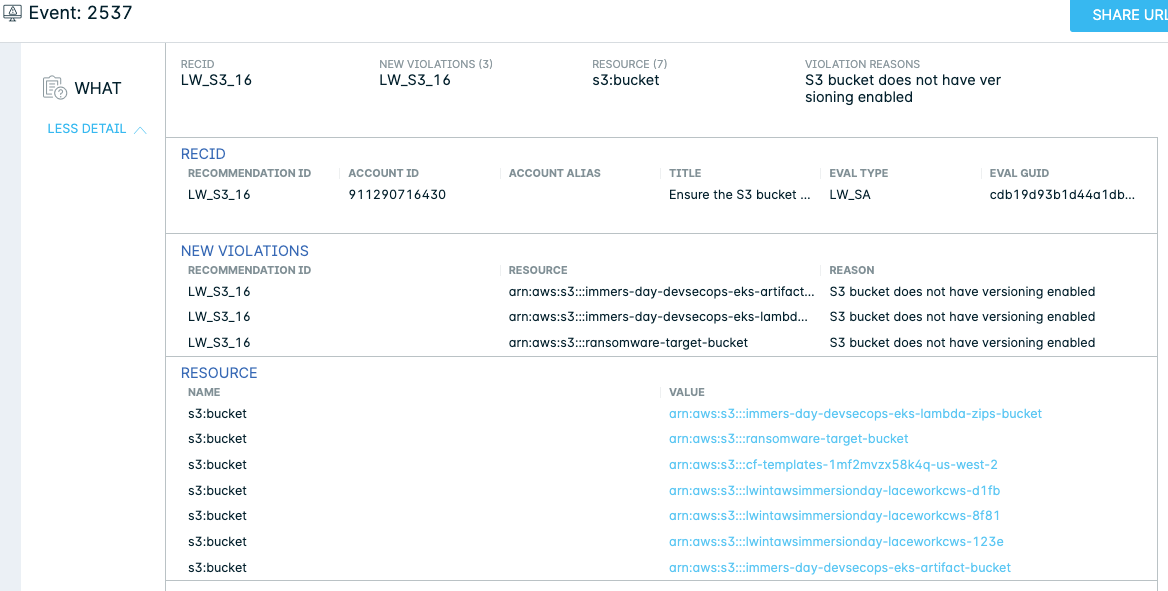 Event: 2537
SHARE URL
WHAT
LESS DETAIL
RECID NEW VIOLATIONS (3) RESOURCE (7) VIOLATION REASONS
LW_S3_16 LW_S3_16 s3:bucket S3 bucket does not have ver
sioning enabled
RECID
RECOMMENDATION ID ACCOUNT ID ACCOUNT ALIAS TITLE EVAL TYPE EVAL GUID
LW_S3_16 911290716430 Ensure the S3 bucket ... LW_SA cdb19d93b1d44a1db...
NEW VIOLATIONS
RECOMMENDATION ID RESOURCE REASON
LW_S3_16 arn:aws:s3:::immers-day-devsecops-eks-artifact... S3 bucket does not have versioning enabled
LW_S3_16 arn:aws:s3:::immers-day-devsecops-eks-lambd... S3 bucket does not have versioning enabled
LW_S3_16 arn:aws:s3:::ransomware-target-bucket S3 bucket does not have versioning enabled
RESOURCE
NAME VALUE
s3:bucket arn:aws:s3:::immers-day-devsecops-eks-lambda-zips-bucket
s3:bucket arn:aws:s3:::ransomware-target-bucket
s3:bucket arn:aws:s3:::cf-templates-1mf2mvzx58k4q-us-west-2
s3:bucket arn:aws:s3:::lwintawsimmersionday-laceworkcws-d1fb
s3:bucket arn:aws:s3:::lwintawsimmersionday-laceworkcws-8f81
s3:bucket arn:aws:s3:::lwintawsimmersionday-laceworkcws-123e
s3:bucket arn:aws:s3:::immers-day-devsecops-eks-artifact-bucket